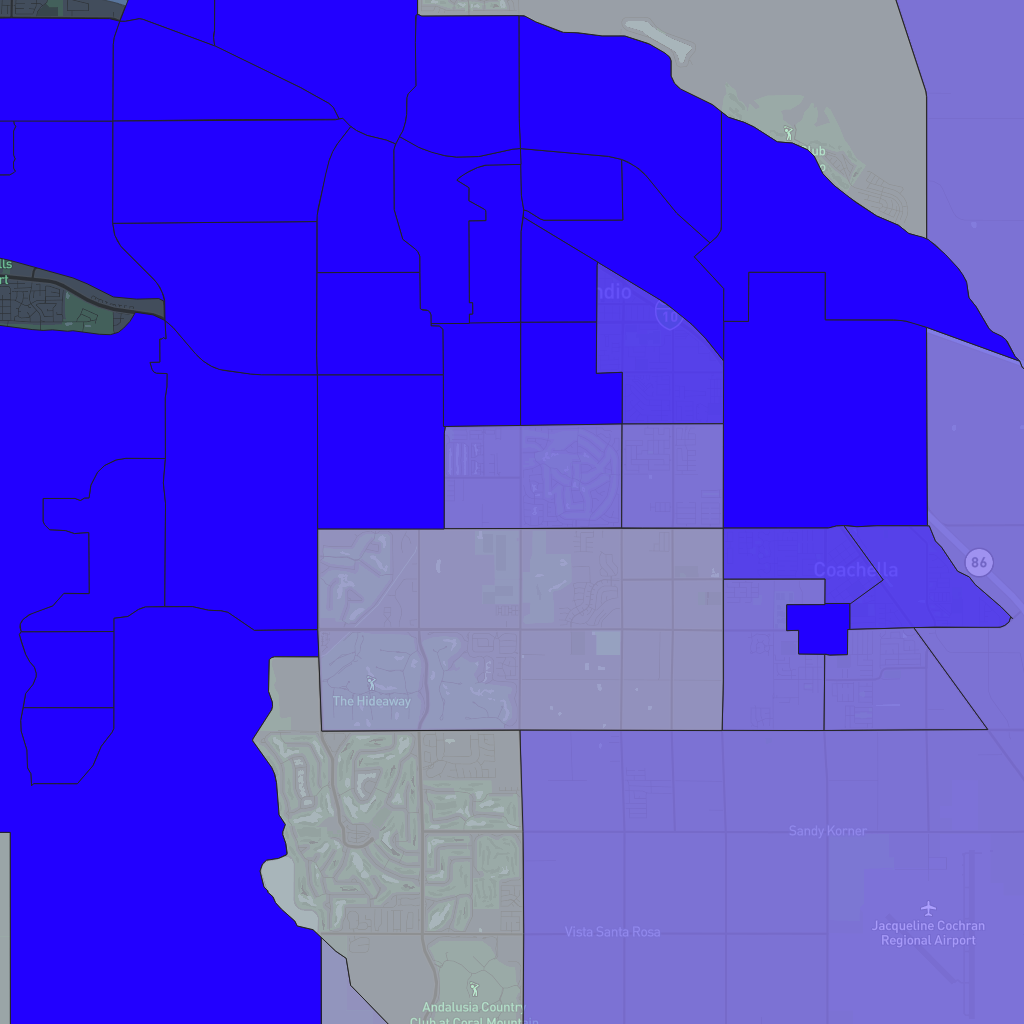 lub
lls
rt
ndio
10
86
Coachella
The Hideaway
Sandy Korner
Jacqueline Cochran
Regional Airport
Vista Santa Rosa
Andalusia Country
Club at Coral Mountain